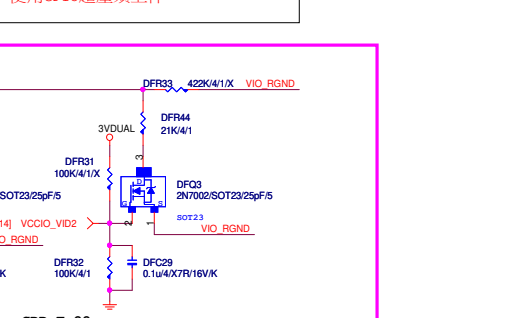 DFR33 422K/4/1/X VIO_RGND
DFR44
21K/4/1
3VDUAL
DFR31
100K/4/1/X
3
D
DFQ3
2N7002/SOT23/25pF/5
SOT23/25pF/5
G S
SOT23
2 1
14] VCCIO_VID2
VIO_RGND
O_RGND
DFR32
100K/4/1
DFC29
0.1u/4/X7R/16V/K
K